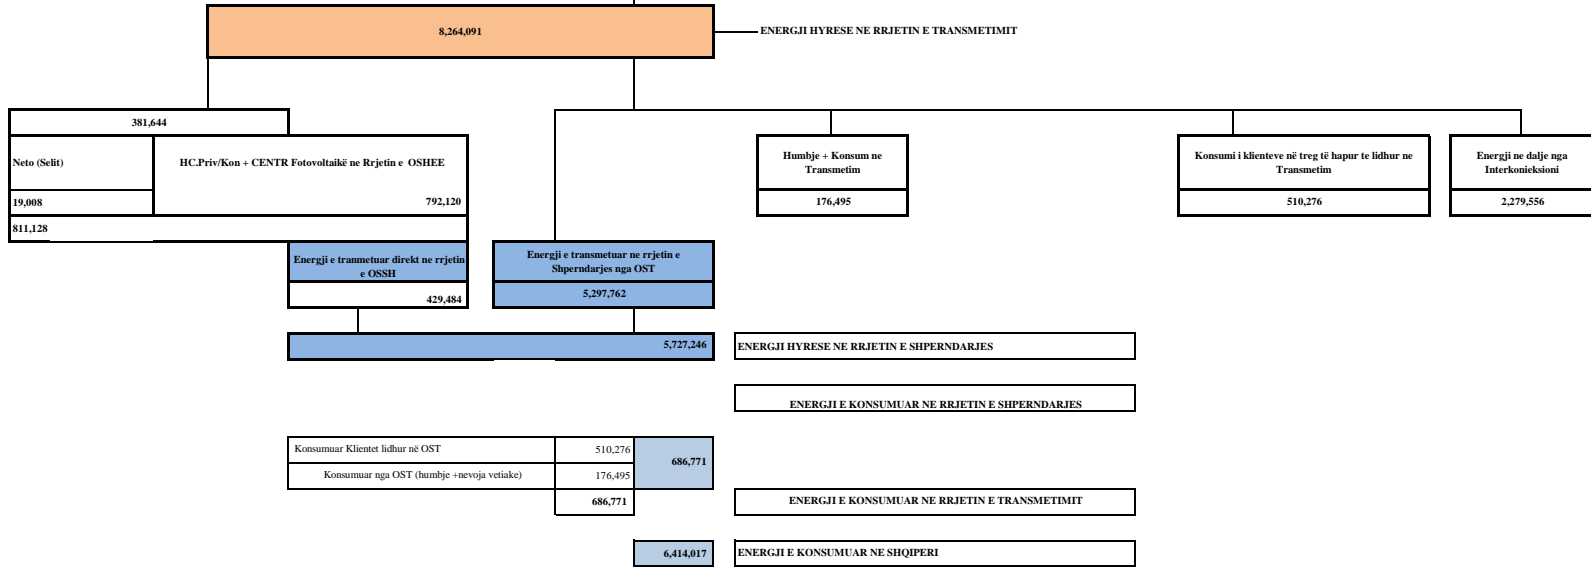 8,264,091
ENERGJI HYRESE NE RRJETIN E TRANSMETIMIT
381,644
Neto (Selit)
HC.Priv/Kon + CENTR Fotovoltaikë ne Rrjetin e OSHEE
19,008
792,120
811,128
Humbje + Konsum ne
Transmetim
176,495
Konsumi i klienteve në treg të hapur te lidhur ne
Transmetim
510,276
Energji ne dalje nga
Interkonieksioni
2,279,556
Energji e tranmetuar direkt ne rrjetin
e OSSH
429,484
Energji e transmetuar ne rrjetin e
Shperndarjes nga OST
5,297,762
5,727,246
ENERGJI HYRESE NE RRJETIN E SHPERNDARJES
ENERGJI E KONSUMUAR NE RRJETIN E SHPERNDARJES
Konsumuar Klientet lidhur në OST
510,276
Konsumuar nga OST (humbje +nevoja vetiake)
176,495
686,771
686,771
ENERGJI E KONSUMUAR NE RRJETIN E TRANSMETIMIT
6,414,017
ENERGJI E KONSUMUAR NE SHQIPERI